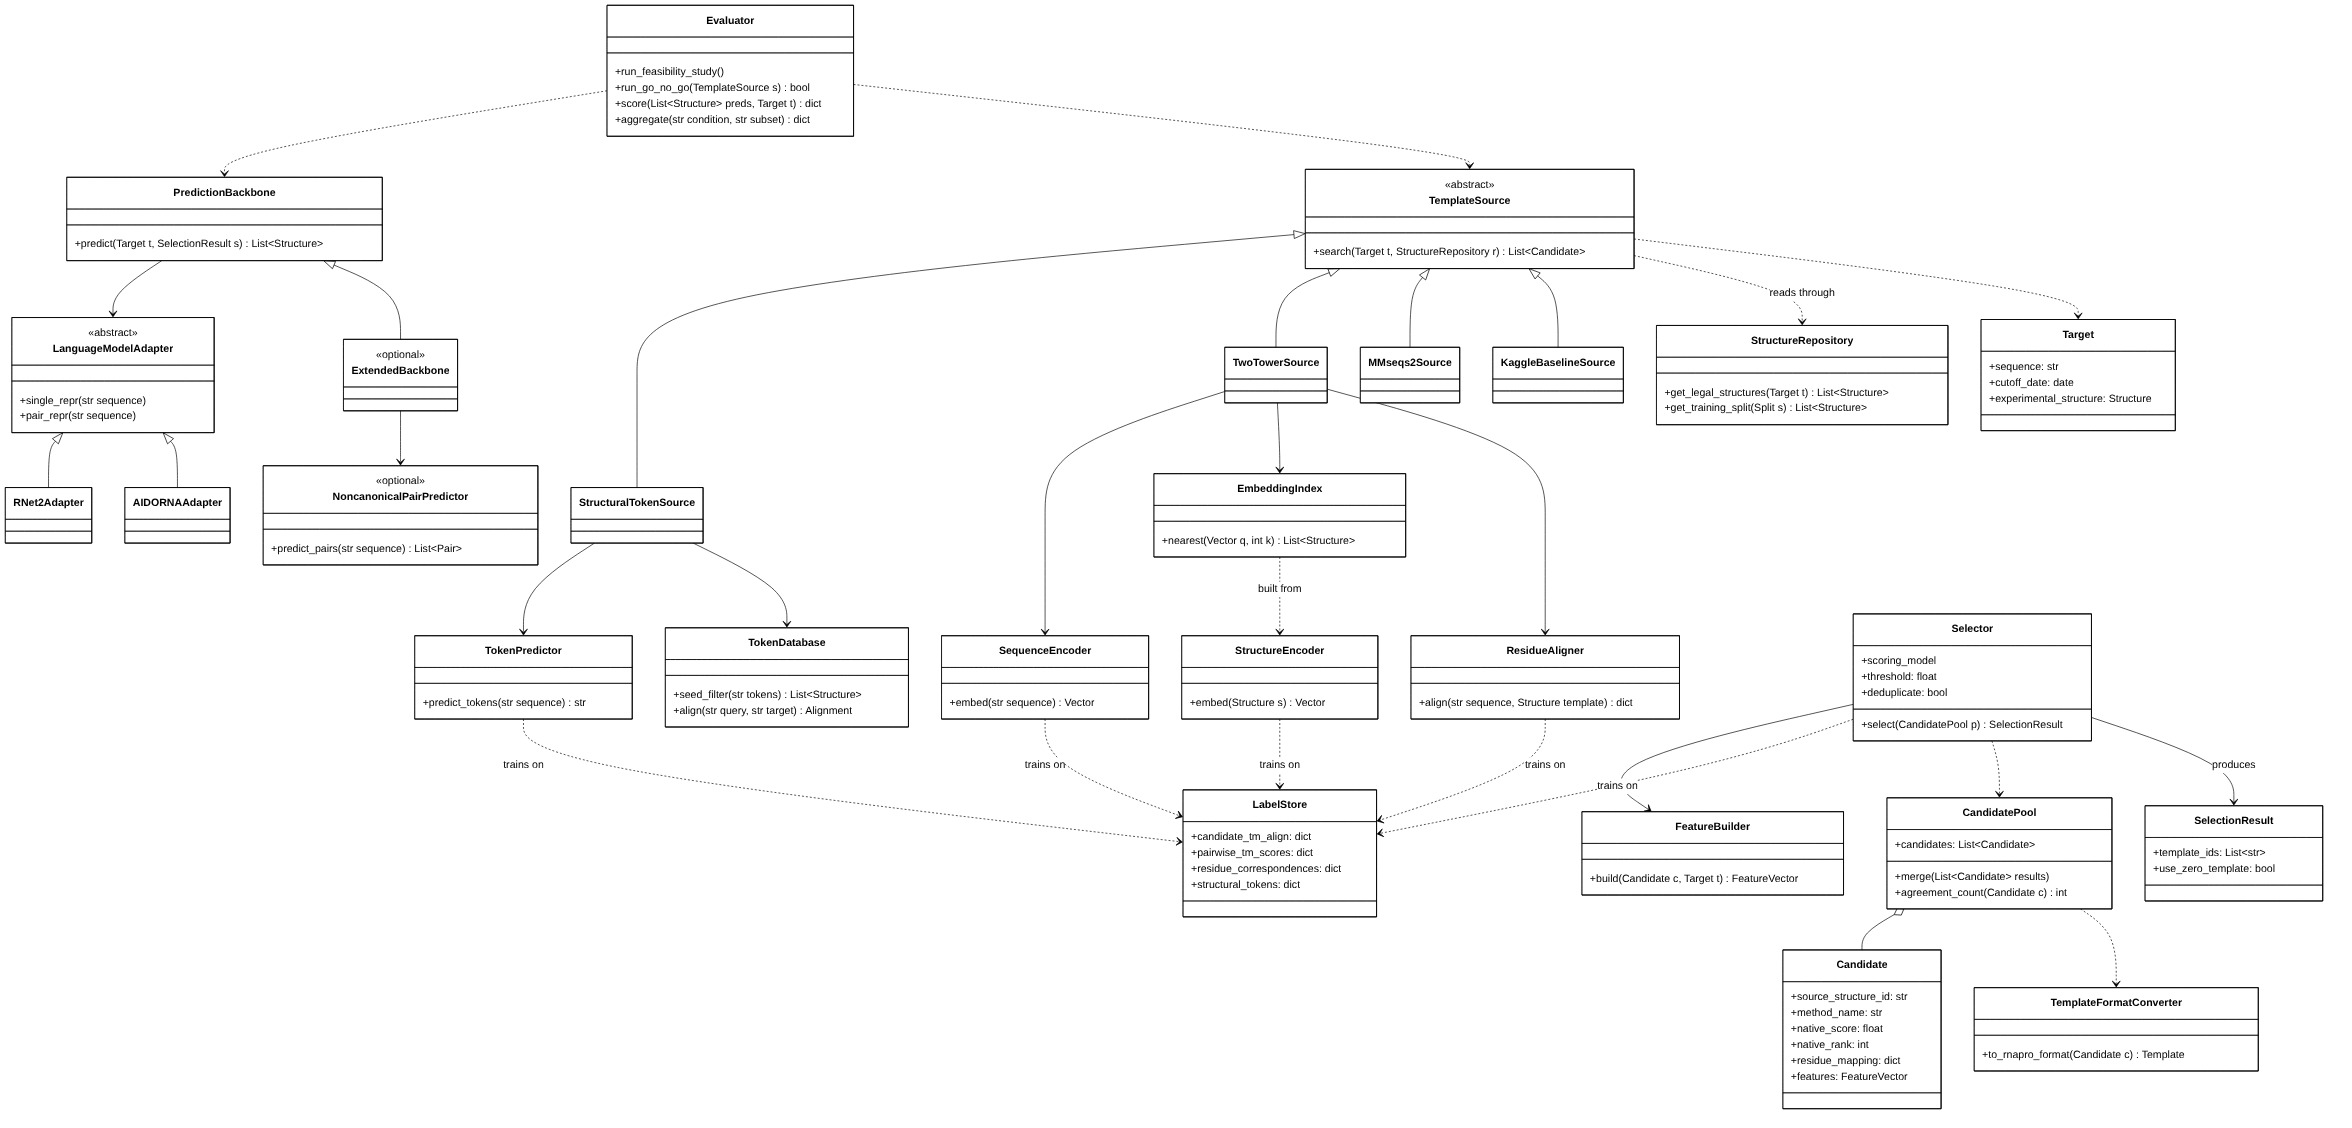 Evaluator
+run_feasibility_study()
+run_go_no_go(TemplateSource s) : bool
+score(List<Structure> preds, Target t) : dict
+aggregate(str condition, str subset) : dict
PredictionBackbone
+predict(Target t, SelectionResult s) : List<Structure>
«abstract»
TemplateSource
+search(Target t, StructureRepository r) : List<Candidate>
reads through
«abstract»
LanguageModelAdapter
+single_repr(str sequence)
+pair_repr(str sequence)
«optional»
ExtendedBackbone
TwoTowerSource
MMseqs2Source
KaggleBaselineSource
StructureRepository
+get_legal_structures(Target t) : List<Structure>
+get_training_split(Split s) : List<Structure>
Target
+sequence: str
+cutoff_date: date
+experimental_structure: Structure
RNet2Adapter
AIDORNAAdapter
«optional»
NoncanonicalPairPredictor
+predict_pairs(str sequence) : List<Pair>
StructuralTokenSource
EmbeddingIndex
+nearest(Vector q, int k) : List<Structure>
built from
TokenPredictor
+predict_tokens(str sequence) : str
TokenDatabase
+seed_filter(str tokens) : List<Structure>
+align(str query, str target) : Alignment
SequenceEncoder
+embed(str sequence) : Vector
StructureEncoder
+embed(Structure s) : Vector
ResidueAligner
+align(str sequence, Structure template) : dict
Selector
+scoring_model
+threshold: float
+deduplicate: bool
+select(CandidatePool p) : SelectionResult
trains on
trains on
trains on
trains on
trains on
produces
LabelStore
+candidate_tm_align: dict
+pairwise_tm_scores: dict
+residue_correspondences: dict
+structural_tokens: dict
FeatureBuilder
+build(Candidate c, Target t) : FeatureVector
CandidatePool
+candidates: List<Candidate>
+merge(List<Candidate> results)
+agreement_count(Candidate c) : int
SelectionResult
+template_ids: List<str>
+use_zero_template: bool
Candidate
+source_structure_id: str
+method_name: str
+native_score: float
+native_rank: int
+residue_mapping: dict
+features: FeatureVector
TemplateFormatConverter
+to_rnapro_format(Candidate c) : Template